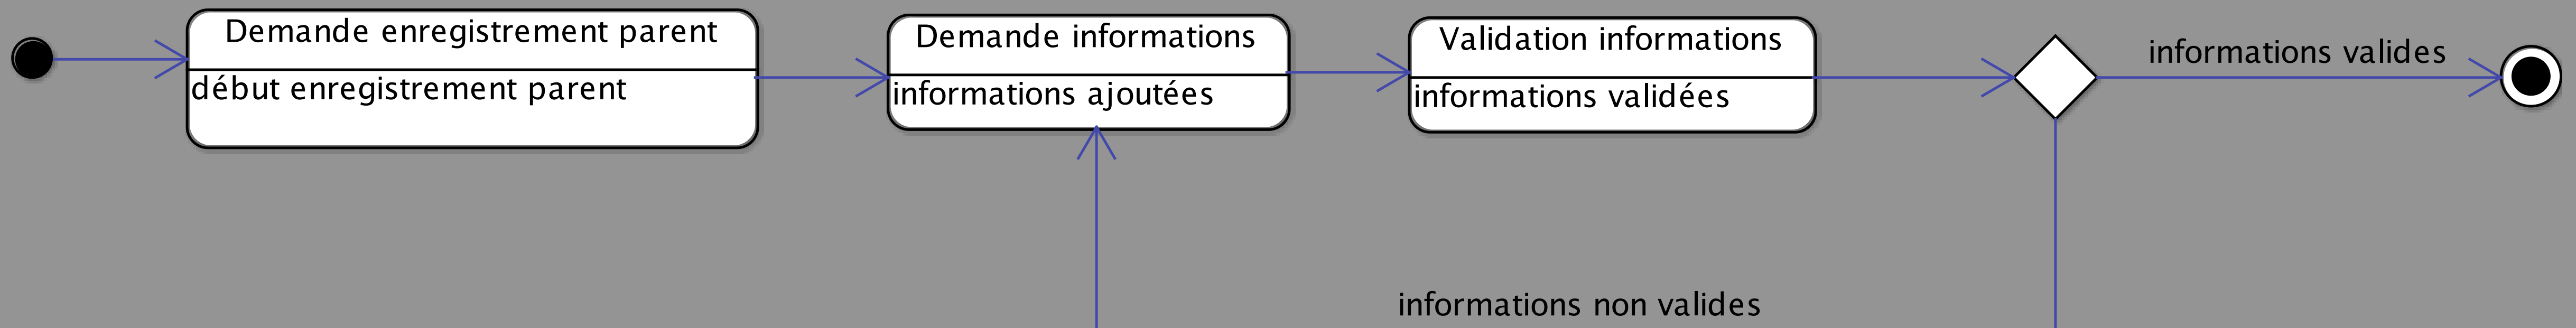 Demande enregistrement parent
début enregistrement parent
Demande informations
informations ajoutées
Validation informations
informations validées
informations valides
informations non valides